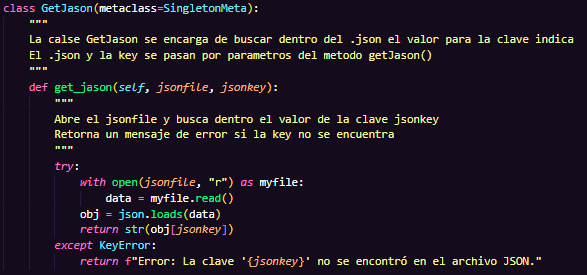 class GetJason(metaclass=SingletonMeta):
"""
La calse GetJason se encarga de buscar dentro del .json el valor para la clave indica
El .json y la key se pasan por parametros del metodo getJason()
"""
def get_jason(self, jsonfile, jsonkey):
"""
Abre el jsonfile y busca dentro el valor de la clave jsonkey
Retorna un mensaje de error si la key no se encuentra
"""
try:
with open(jsonfile, "r") as myfile:
data = myfile.read()
obj = json.loads(data)
return str(obj[jsonkey])
except KeyError:
return f"Error: La clave '{jsonkey}' no se encontró en el archivo JSON."